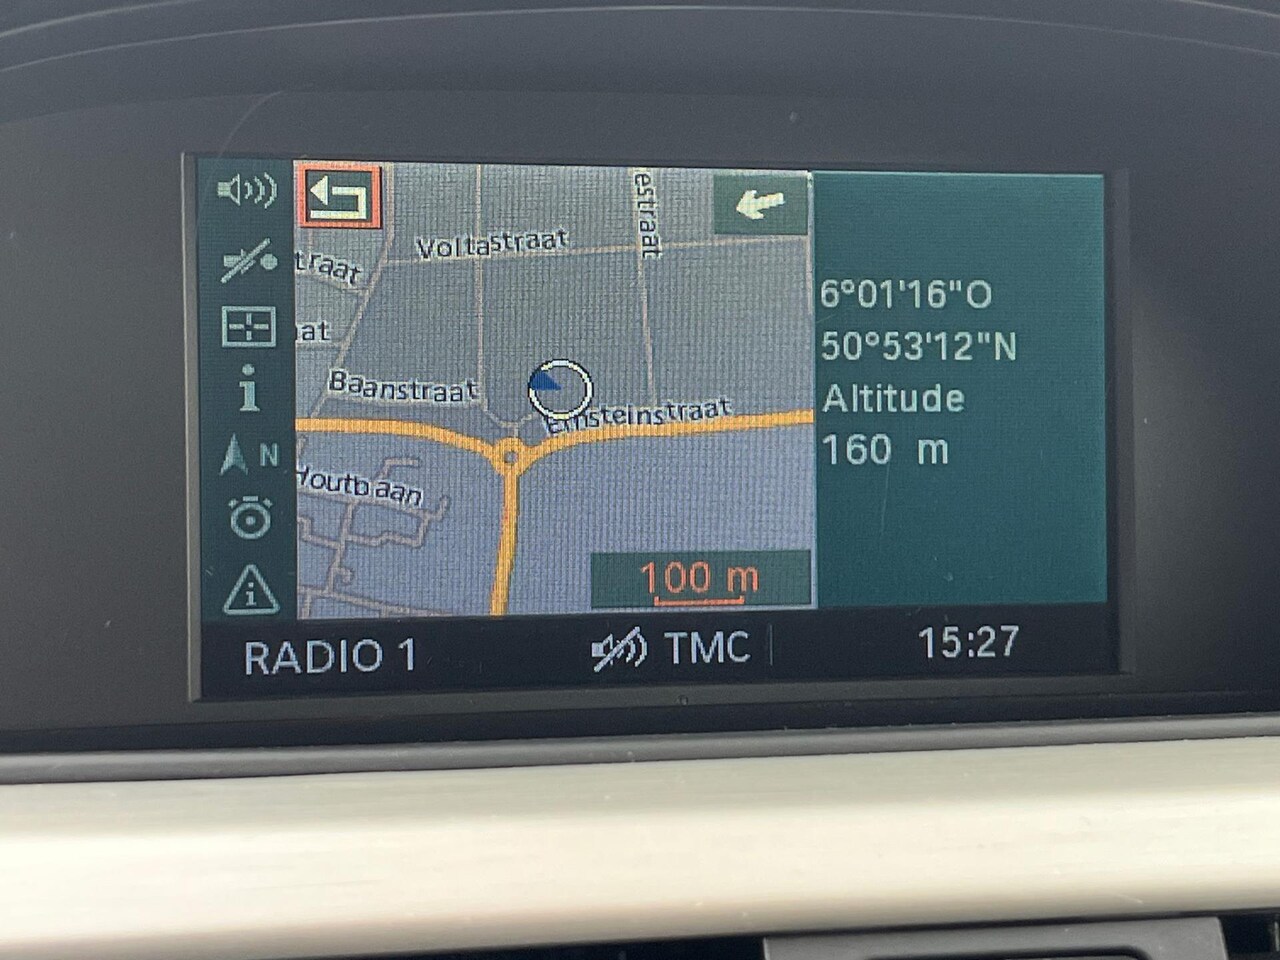 estraat
Voltastraat
traat
6°01'16"O
at
50°53'12"N
Baanstraat
Einsteinstraat
Altitude
160 m
N
Houtbaan
100 m
RADIO 1
TMC
15:27